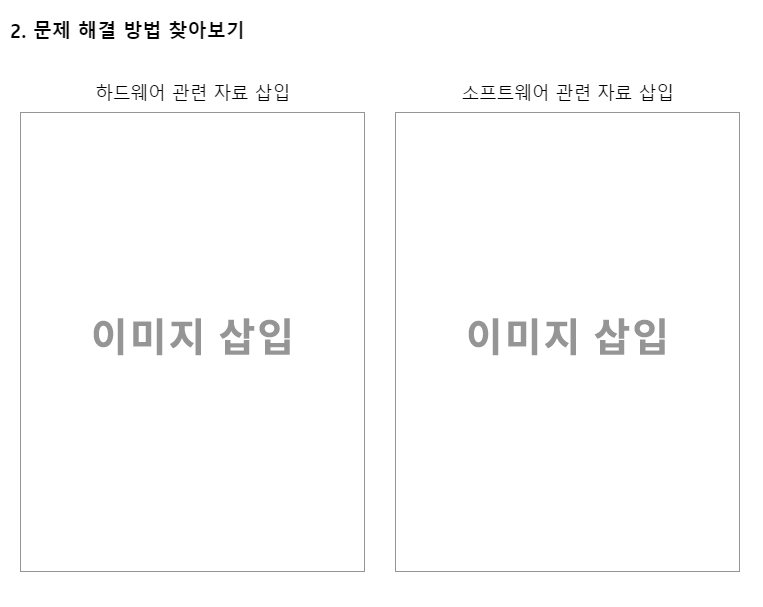 2. 문제 해결 방법 찾아보기
하드웨어 관련 자료 삽입
소프트웨어 관련 자료 삽입
이미지 삽입
이미지 삽입